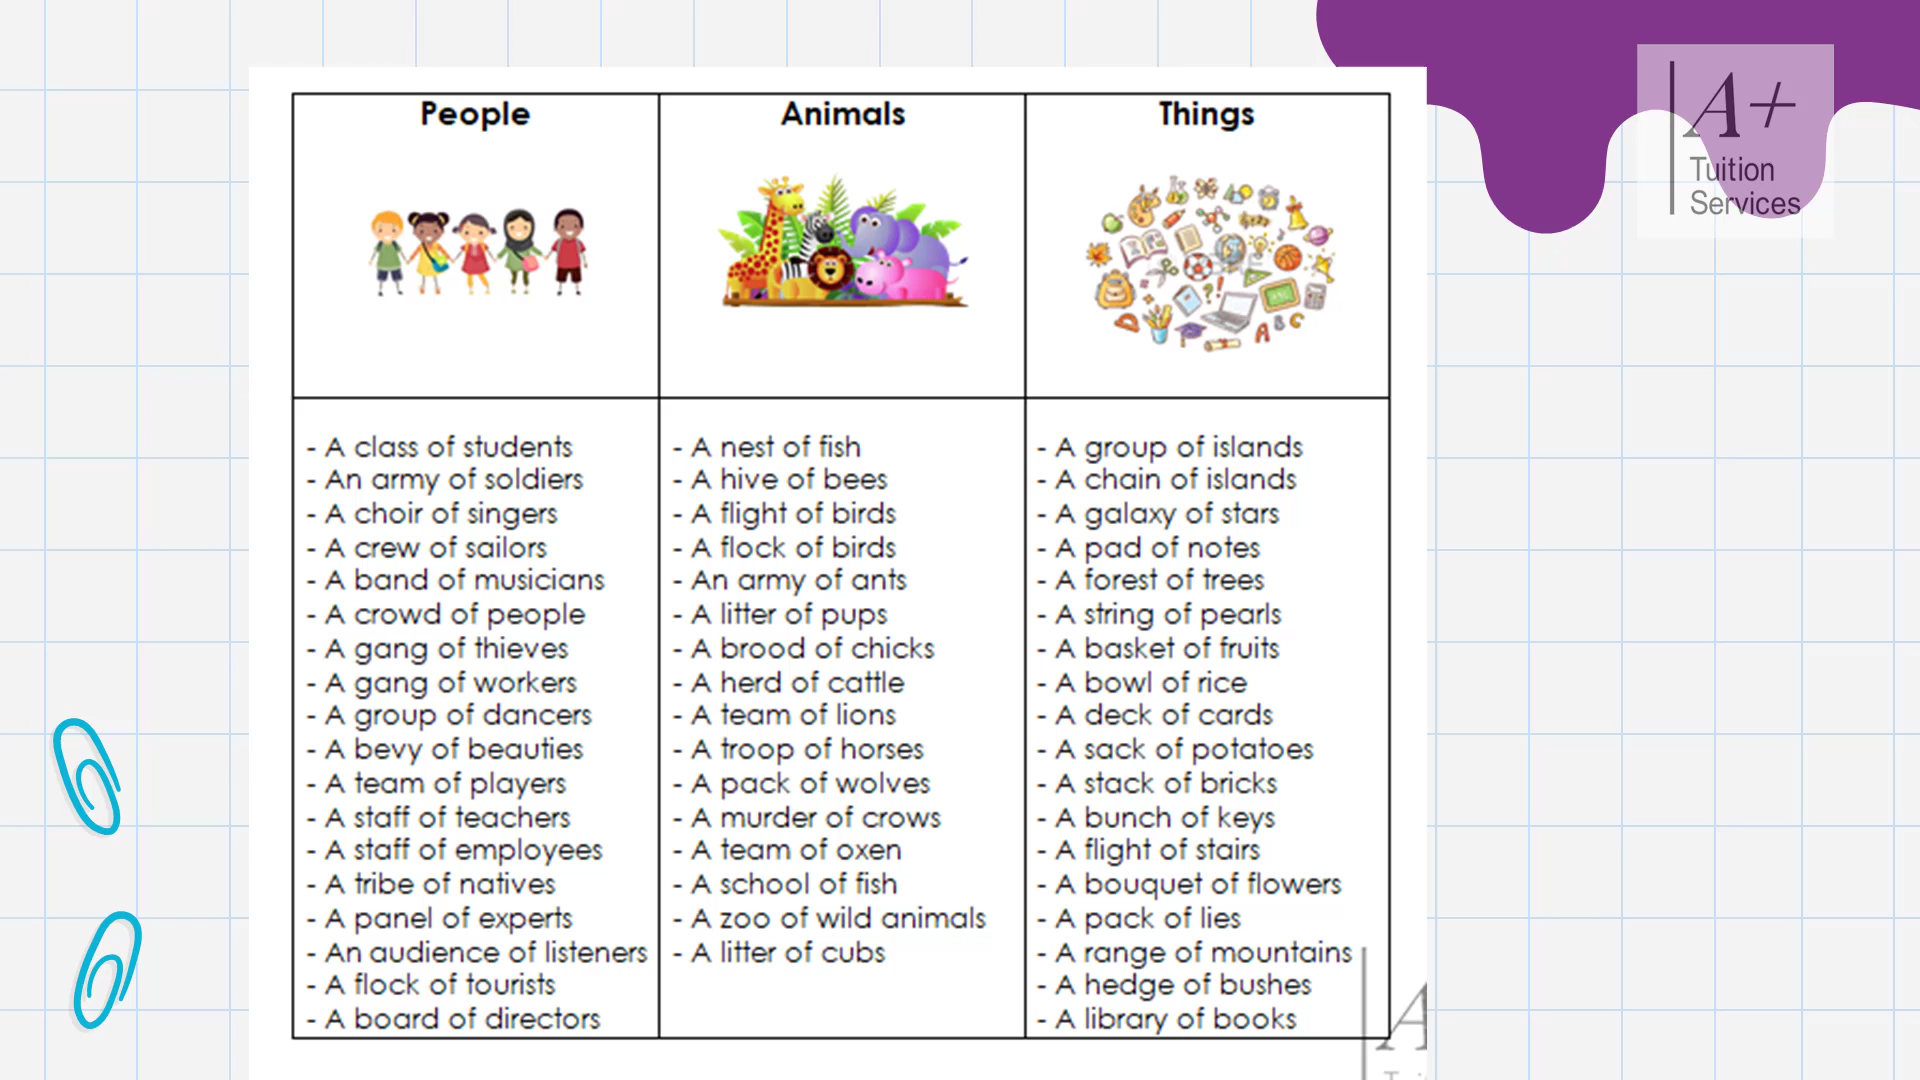 People
Animals
Things
- A class of students
- An army of soldiers
- A choir of singers
- A crew of sailors
- A band of musicians
- A crowd of people
- A gang of thieves
- A gang of workers
- A group of dancers
- A bevy of beauties
- A team of players
- A staff of teachers
- A staff of employees
- A tribe of natives
- A panel of experts
- An audience of listeners
- A flock of tourists
- A board of directors
- A nest of fish
- A hive of bees
- A flight of birds
- A flock of birds
- An army of ants
- A litter of pups
- A brood of chicks
- A herd of cattle
- A team of lions
- A troop of horses
- A pack of wolves
- A murder of crows
- A team of oxen
- A school of fish
- A zoo of wild animals
- A litter of cubs
- A group of islands
- A chain of islands
- A galaxy of stars
- A pad of notes
- A forest of trees
- A string of pearls
- A basket of fruits
- A bowl of rice
- A deck of cards
- A sack of potatoes
- A stack of bricks
- A bunch of keys
- A flight of stairs
- A bouquet of flowers
- A pack of lies
- A range of mountains
- A hedge of bushes
- A library of books
A+
Tuition
Services
A